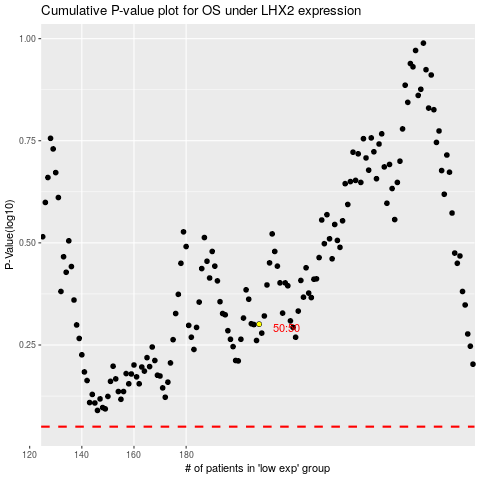 Cumulative P-value plot for OS under LHX2 expression
1.00
0.75
0.50
0.25
P-Value(log10)
50:50
120 140 160 180
# of patients in 'low exp' group